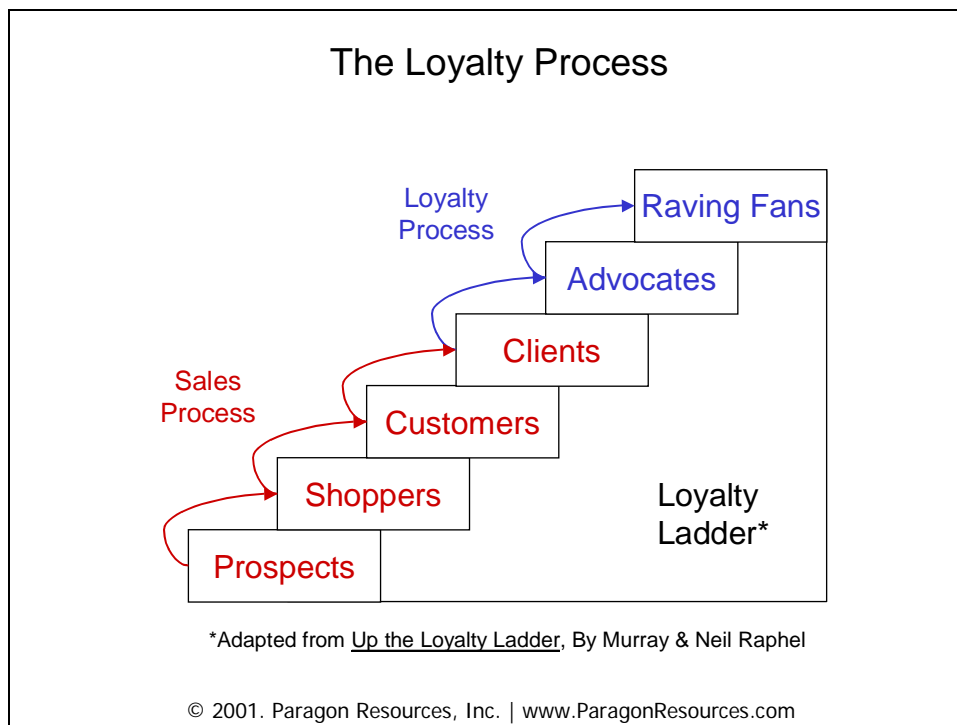 The Loyalty Process
Loyalty
Process
Raving Fans
Advocates
Clients
Sales
Process
Customers
Shoppers
Loyalty
Ladder*
Prospects
*Adapted from Up the Loyalty Ladder, By Murray & Neil Raphel
© 2001. Paragon Resources, Inc. | www.ParagonResources.com